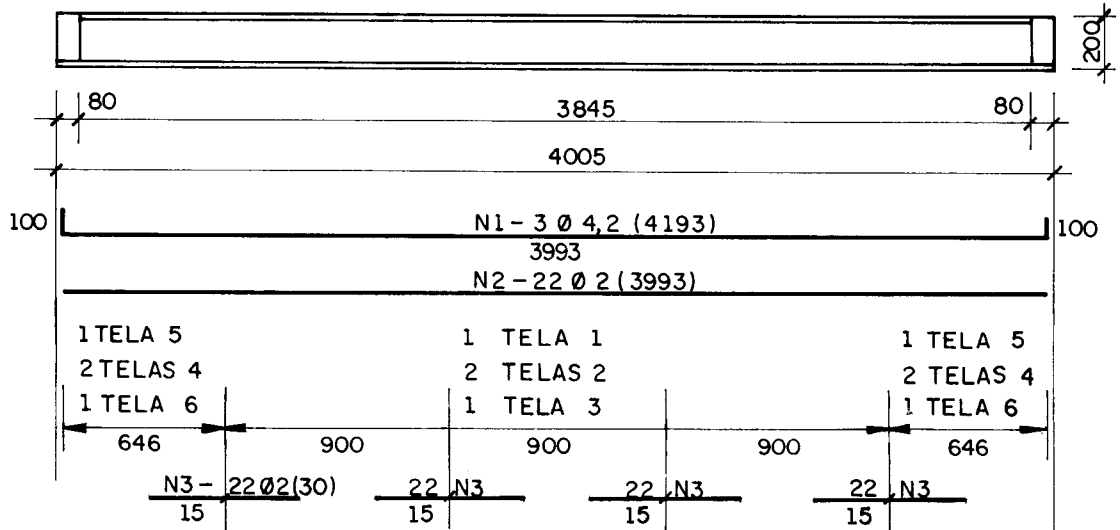 200
80 3845 80
4005
100 N1-3 Ø 4,2 (4193) 100
3993
N2-22 Ø 2 (3993)
1 TELA 5 1 TELA 1 1 TELA 5
2 TELAS 4 2 TELAS 2 2 TELAS 4
1 TELA 6 1 TELA 3 1 TELA 6
646 900 900 900 646
N3- 22Ø2(30) 22 N3 22 N3 22 N3
15 15 15 15